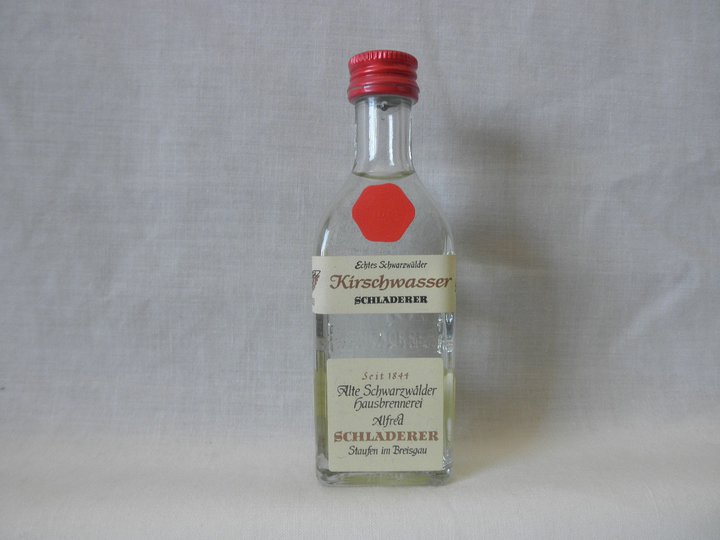 Echtes Schwarzwälder
Kirschwasser
SCHLADERER
Seit 1844
Alte Schwarzwälder
Hausbrennerei
Alfred
SCHLADERER
Staufen im Breisgau